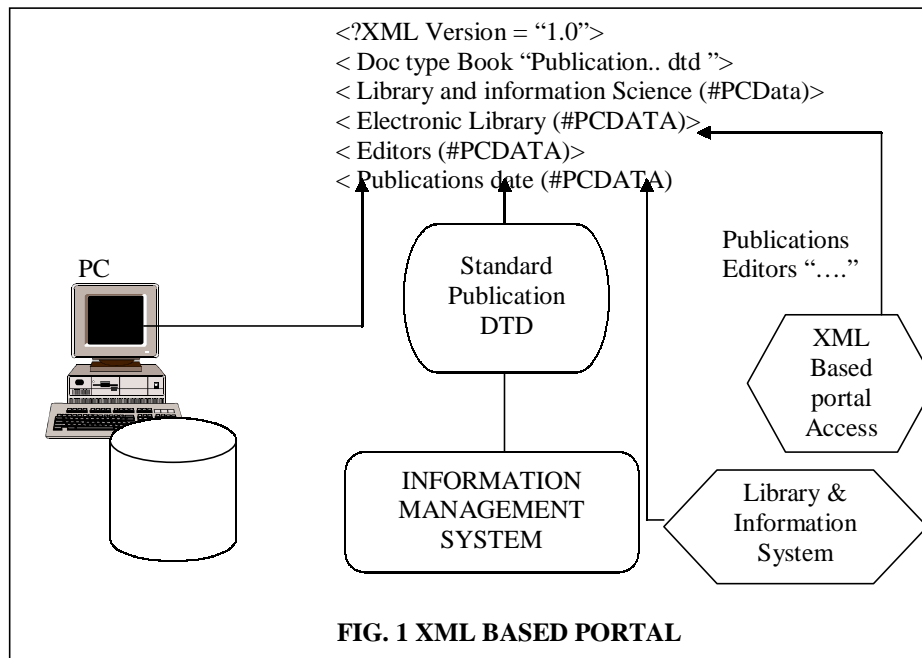 <?XML Version = “1.0”>
< Doc type Book “Publication.. dtd ”>
< Library and information Science (#PCData)>
< Electronic Library (#PCDATA)>
< Editors (#PCDATA)>
< Publications date (#PCDATA)
Publications
Editors “….”
PC
Standard
Publication
DTD
XML
Based
portal
Access
INFORMATION
MANAGEMENT
SYSTEM
Library &
Information
System
FIG. 1 XML BASED PORTAL